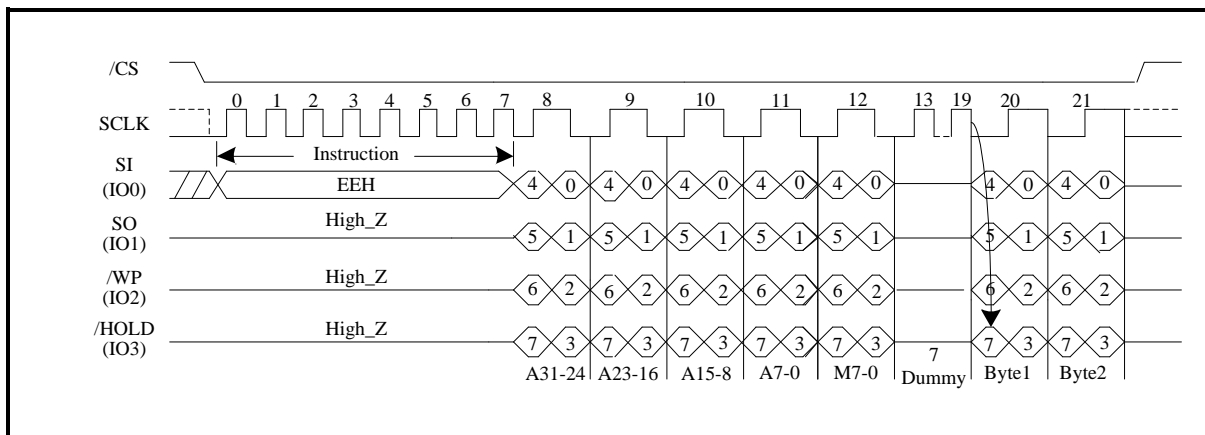 /CS
0 1 2 3 4 5 6 7 8 9 10 11 12 13 19 20 21
SCLK
Instruction
SI
(IO0)
EEH
4 0 4 0 4 0 4 0 4 0 4 0 4 0
SO
(IO1)
High_Z
5 1 5 1 5 1 5 1 5 1 5 1 5 1
/WP
(IO2)
High_Z
6 2 6 2 6 2 6 2 6 2 6 2 6 2
/HOLD
(IO3)
High_Z
7 3 7 3 7 3 7 3 7 3 7 3 7 3
A31-24 A23-16 A15-8 A7-0 M7-0 7 Dummy Byte1 Byte2